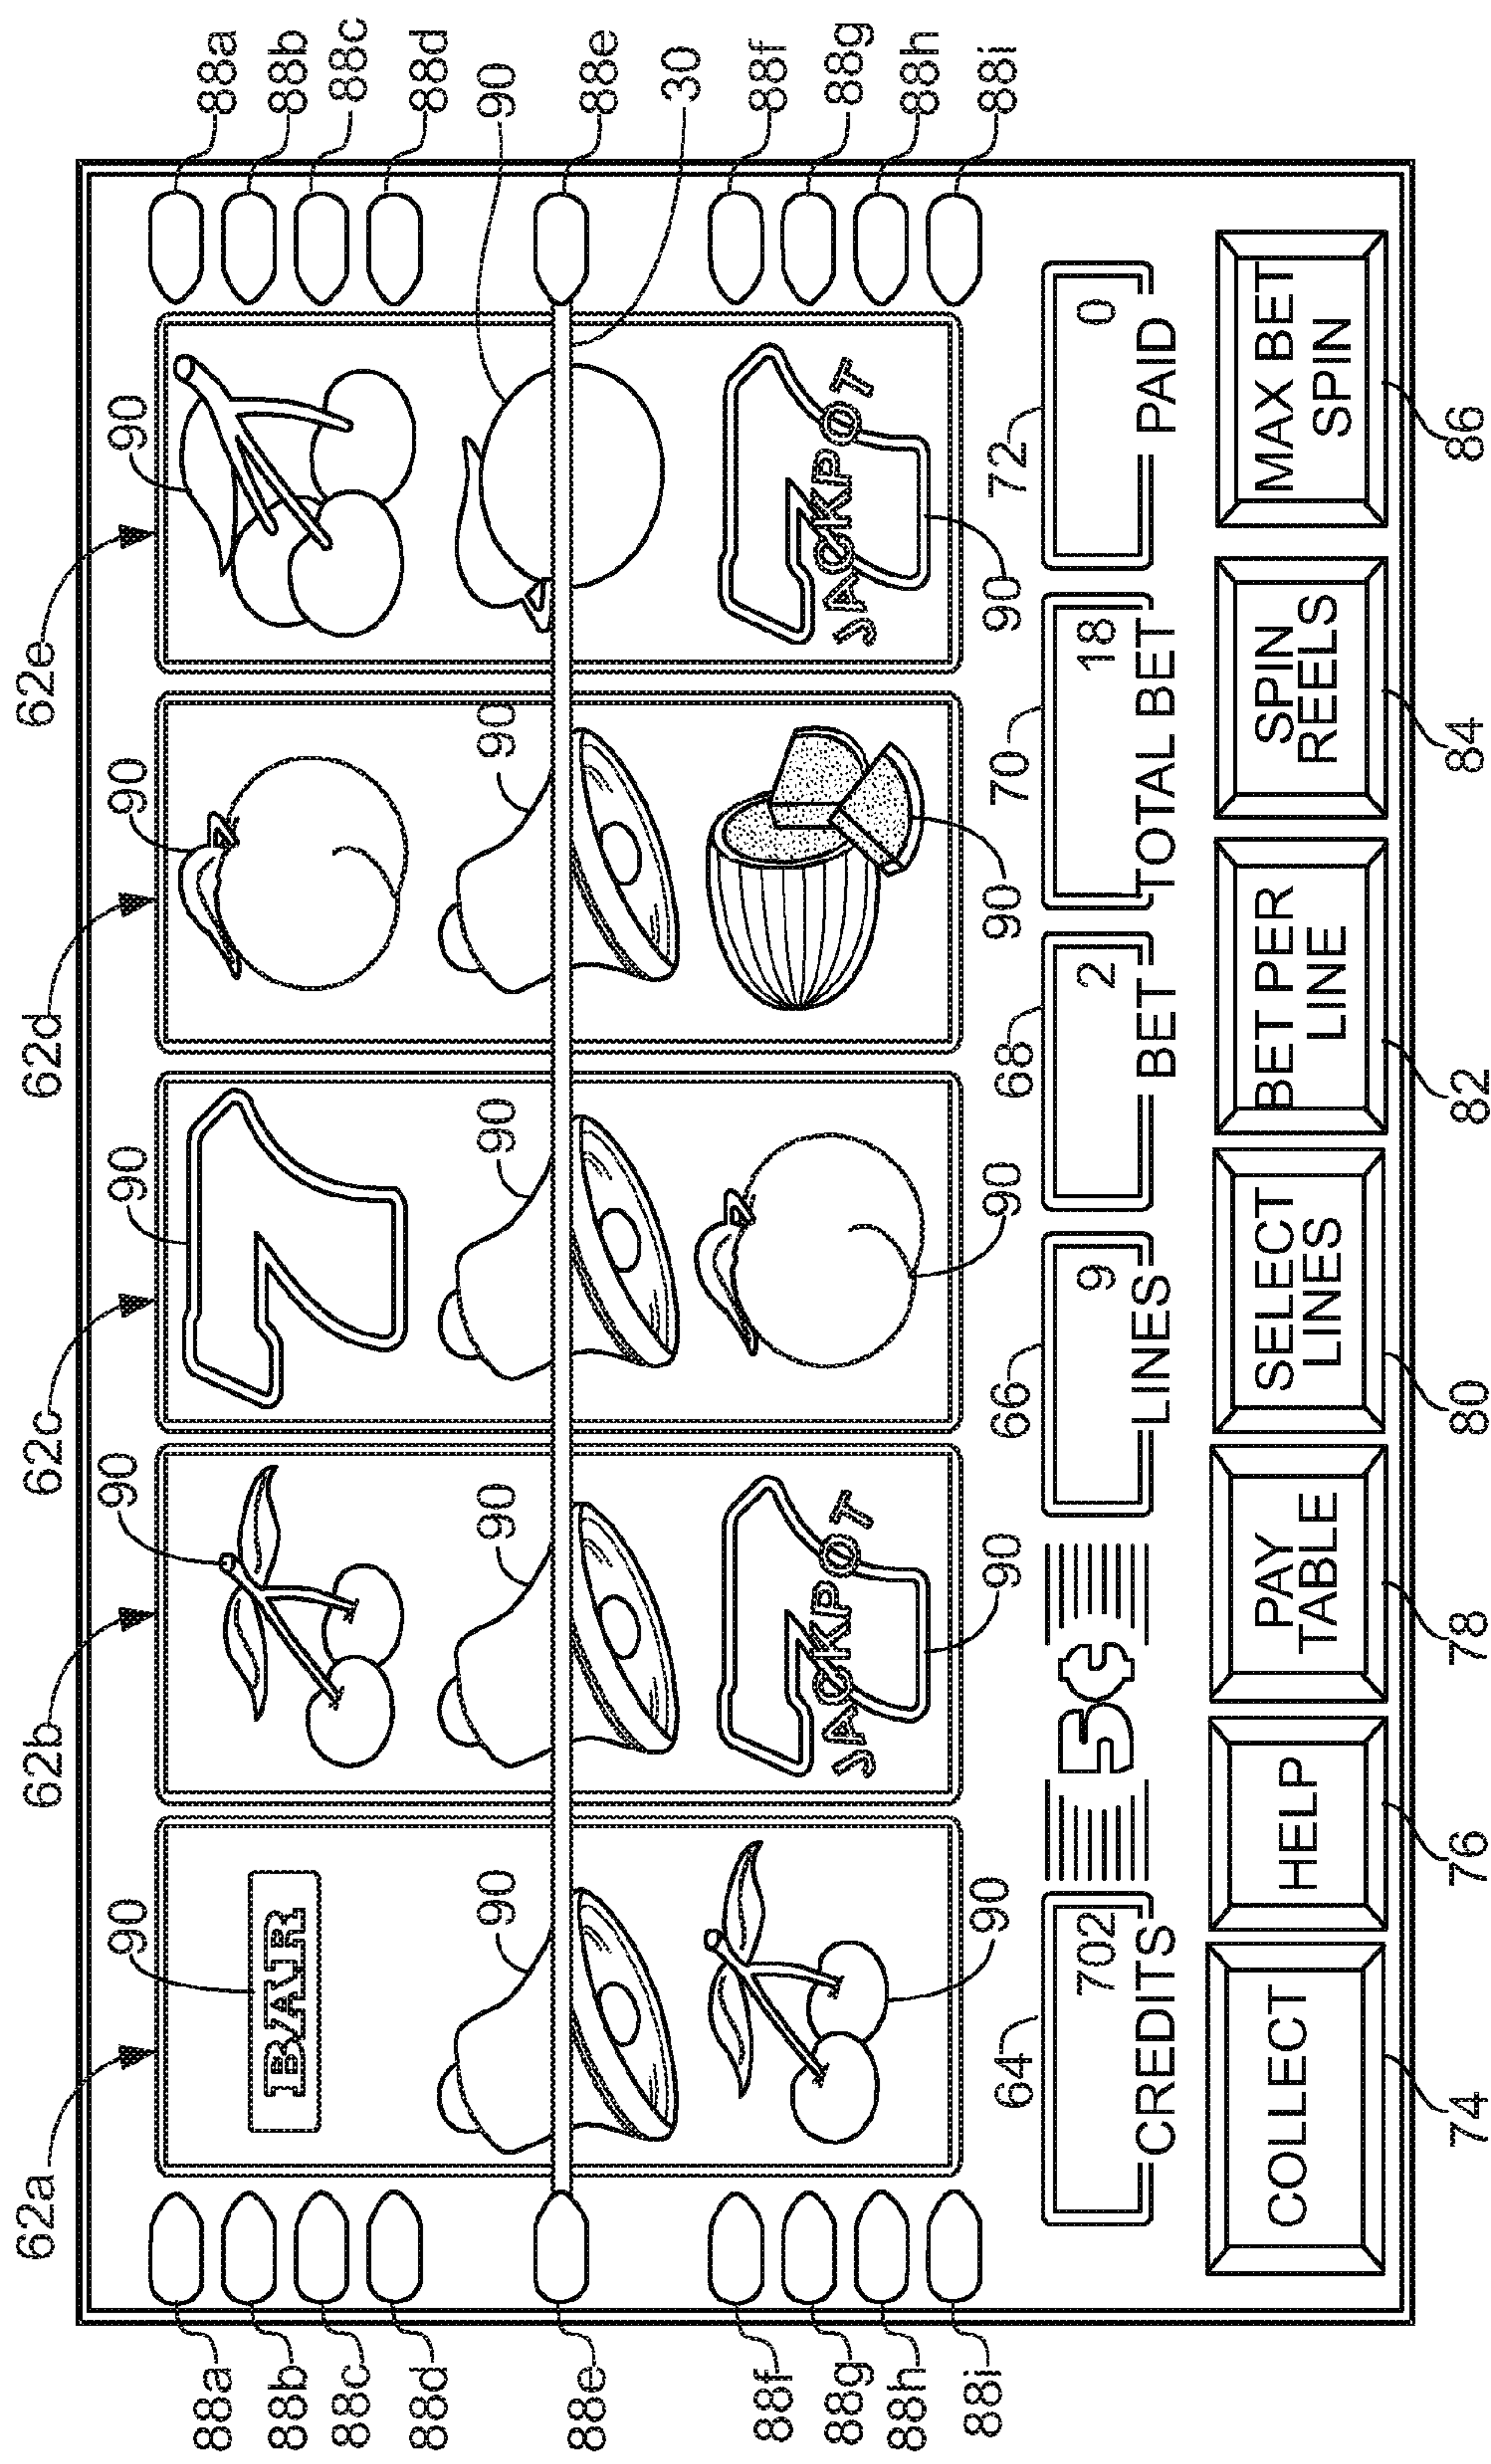 62a 62b 62c 62d 62e
90 90 90 90 90
88a 88a
88b 88b
88c 88c
88d 88d
BAR 7
90 90 90 90 90
88e 88e
30
7 JACKPOT 7 JACKPOT
88f 88f
88g 88g
88h 88h
88i 88i
90 90 90 90 90
64 66 68 70 72
702 5¢ 9 2 18 0
CREDITS LINES BET TOTAL BET PAID
COLLECT
HELP
PAY
TABLE
SELECT
LINES
BET PER
LINE
SPIN
REELS
MAX BET
SPIN
74 76 78 80 82 84 86